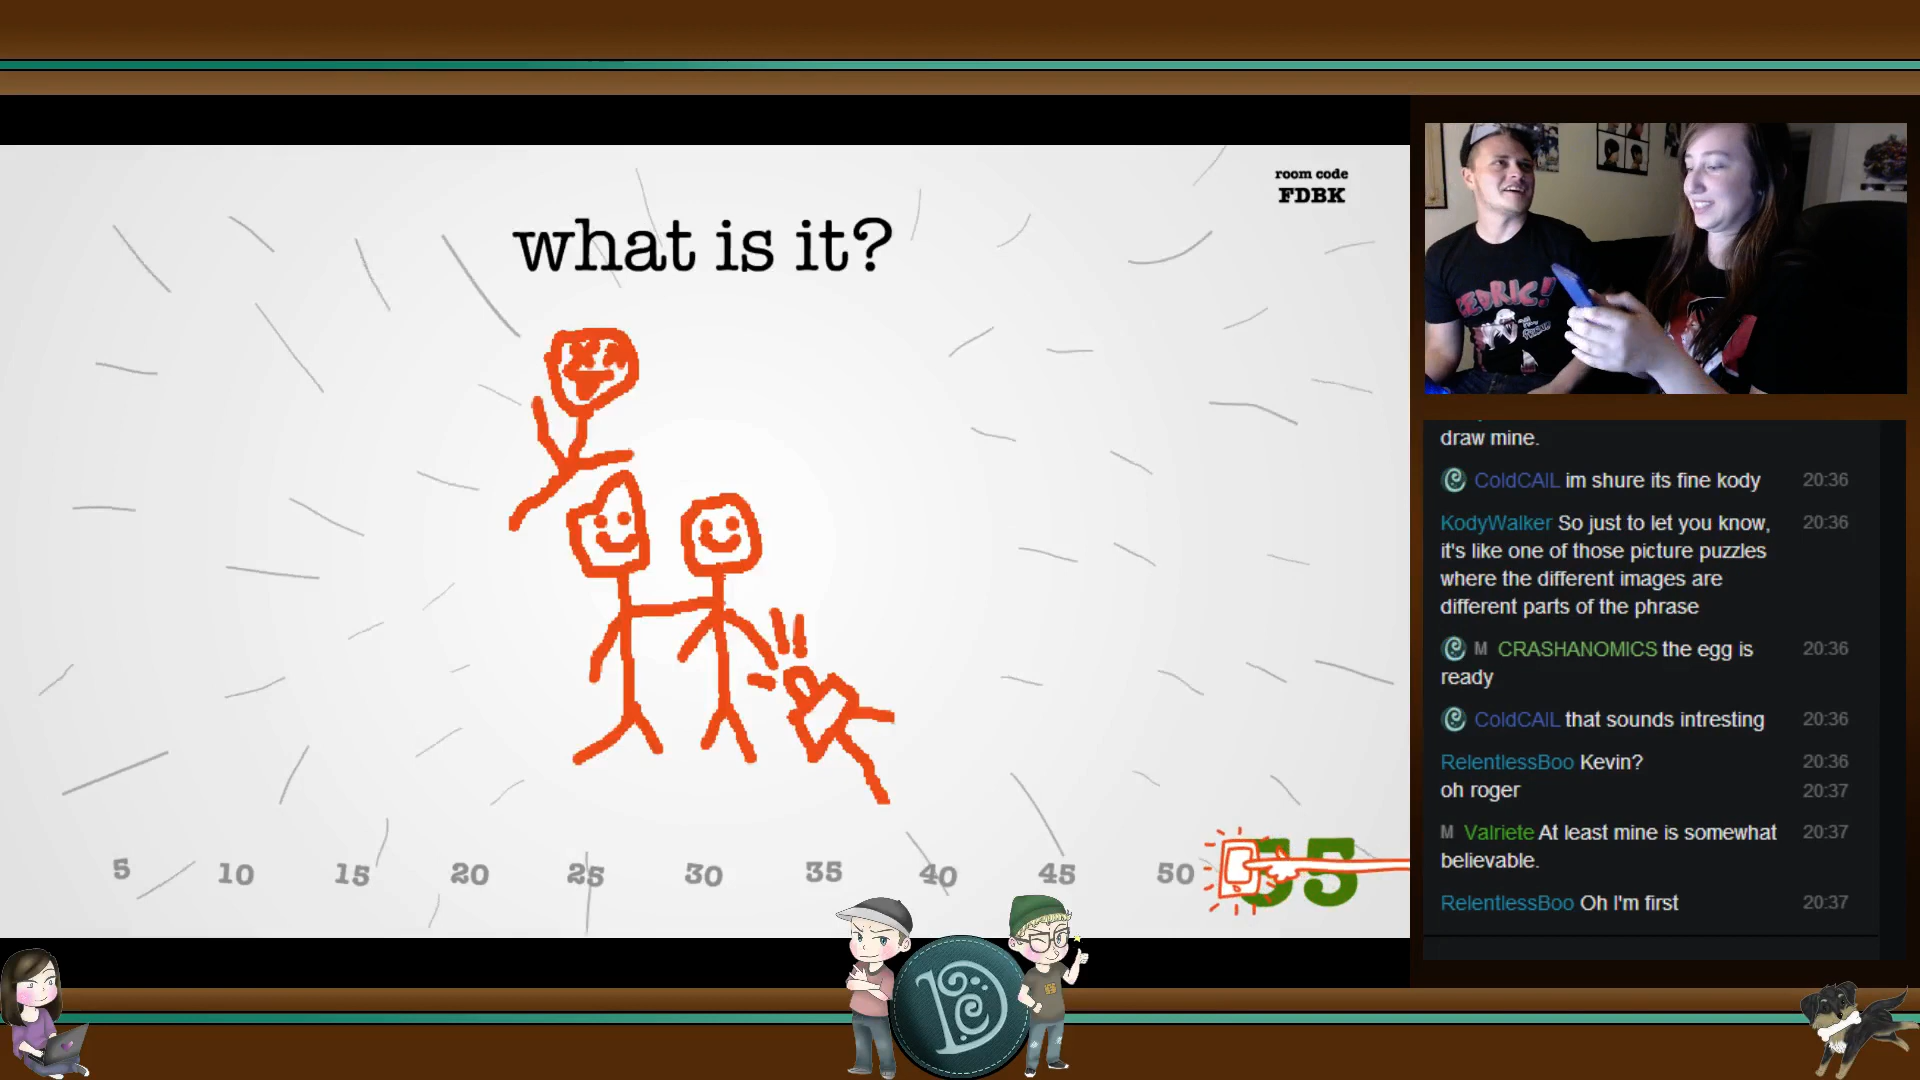 room code
FDBK
what is it?
5 10 15 20 25 30 35 40 45 50 55
CEDRIC!
draw mine.
ColdCAIL im shure its fine kody 20:36
KodyWalker So just to let you know, 20:36
it's like one of those picture puzzles
where the different images are
different parts of the phrase
M CRASHANOMICS the egg is 20:36
ready
ColdCAIL that sounds intresting 20:36
RelentlessBoo Kevin? 20:36
oh roger 20:37
M Valriete At least mine is somewhat 20:37
believable.
RelentlessBoo Oh I'm first 20:37